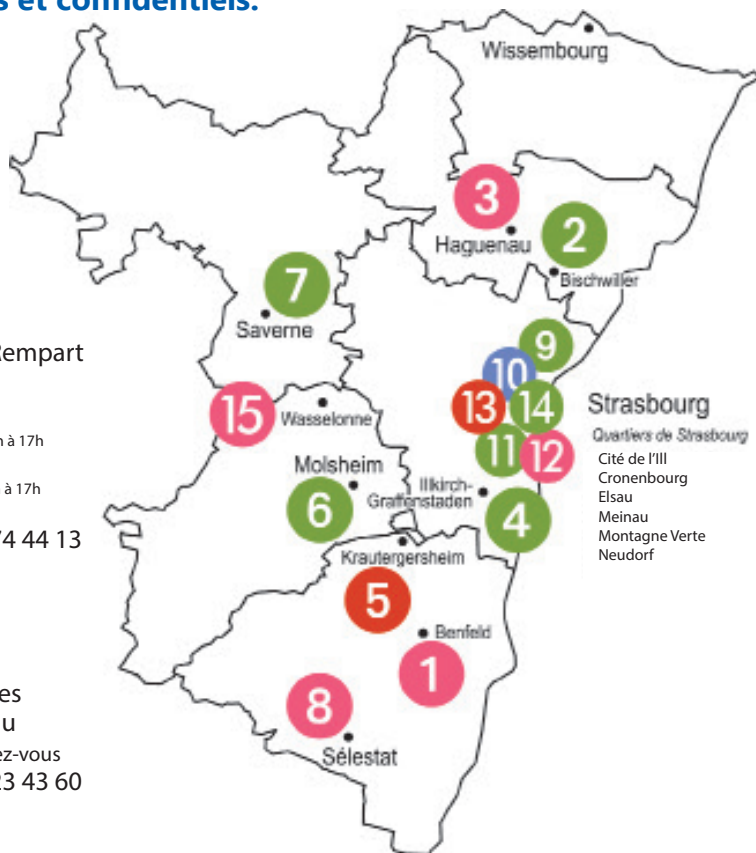 s et confidentiels.
Wissembourg
3
Haguenau
2
Bischwiller
7
Saverne
Rempart
9
10
13
14
Strasbourg
15
Wasselonne
11
12
Quartiers de Strasbourg
Cité de l'Ill
Cronenbourg
Elsau
Meinau
Montagne Verte
Neudorf
n à 17h
à 17h
74 44 13
Molsheim
6
Illkirch-
Graffenstaden
4
Krautergersheim
5
Benfeld
1
8
Sélestat
es
u
ez-vous
23 43 60